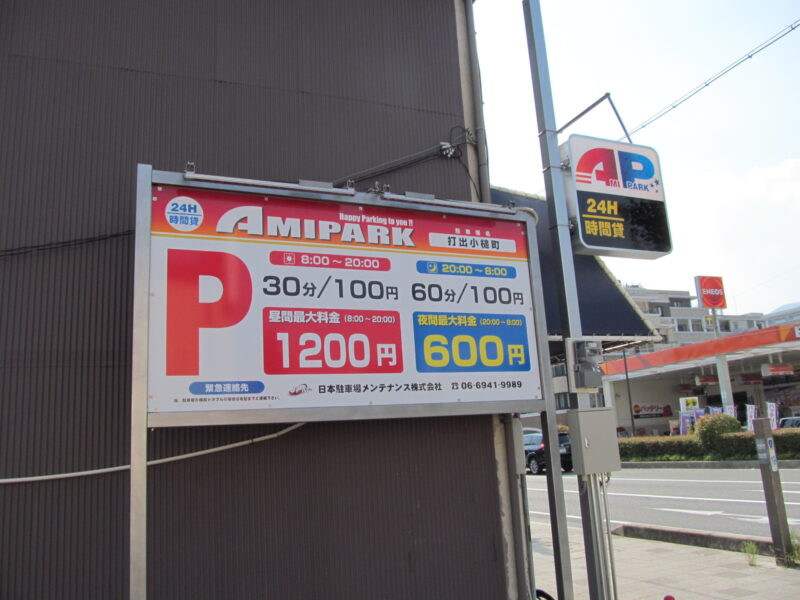 24H
時間貸
Happy Parking to you !!
AMIPARK
駐車場名
打出小槌町
P
8:00〜20:00
30分/100円
20:00〜8:00
60分/100円
昼間最大料金 (8:00〜20:00)
1200円
夜間最大料金 (20:00〜8:00)
600円
緊急連絡先
日本駐車場メンテナンス株式会社 ☎06-6941-9989
AP
AMI PARK
24H
時間貸
ENEOS